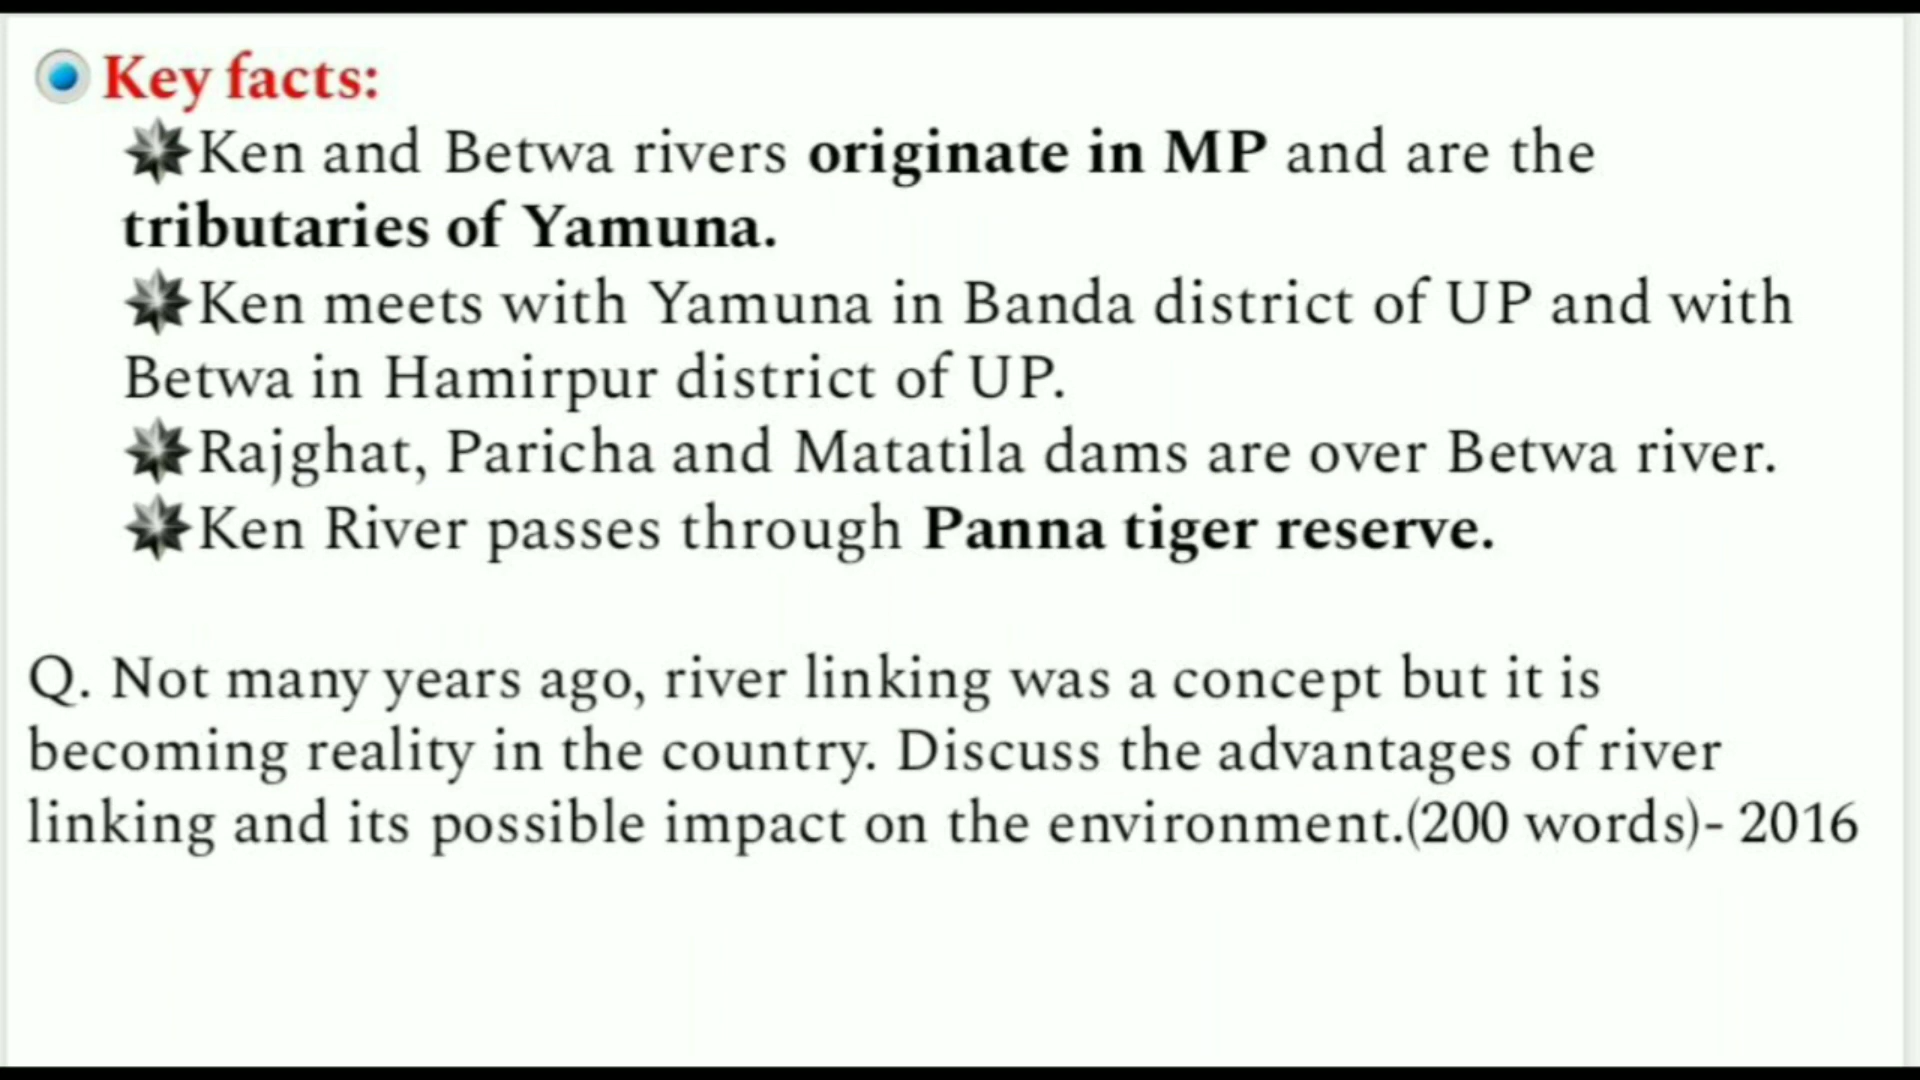 Key facts:
Ken and Betwa rivers originate in MP and are the
tributaries of Yamuna.
Ken meets with Yamuna in Banda district of UP and with
Betwa in Hamirpur district of UP.
Rajghat, Paricha and Matatila dams are over Betwa river.
Ken River passes through Panna tiger reserve.
Q. Not many years ago, river linking was a concept but it is
becoming reality in the country. Discuss the advantages of river
linking and its possible impact on the environment.(200 words)- 2016